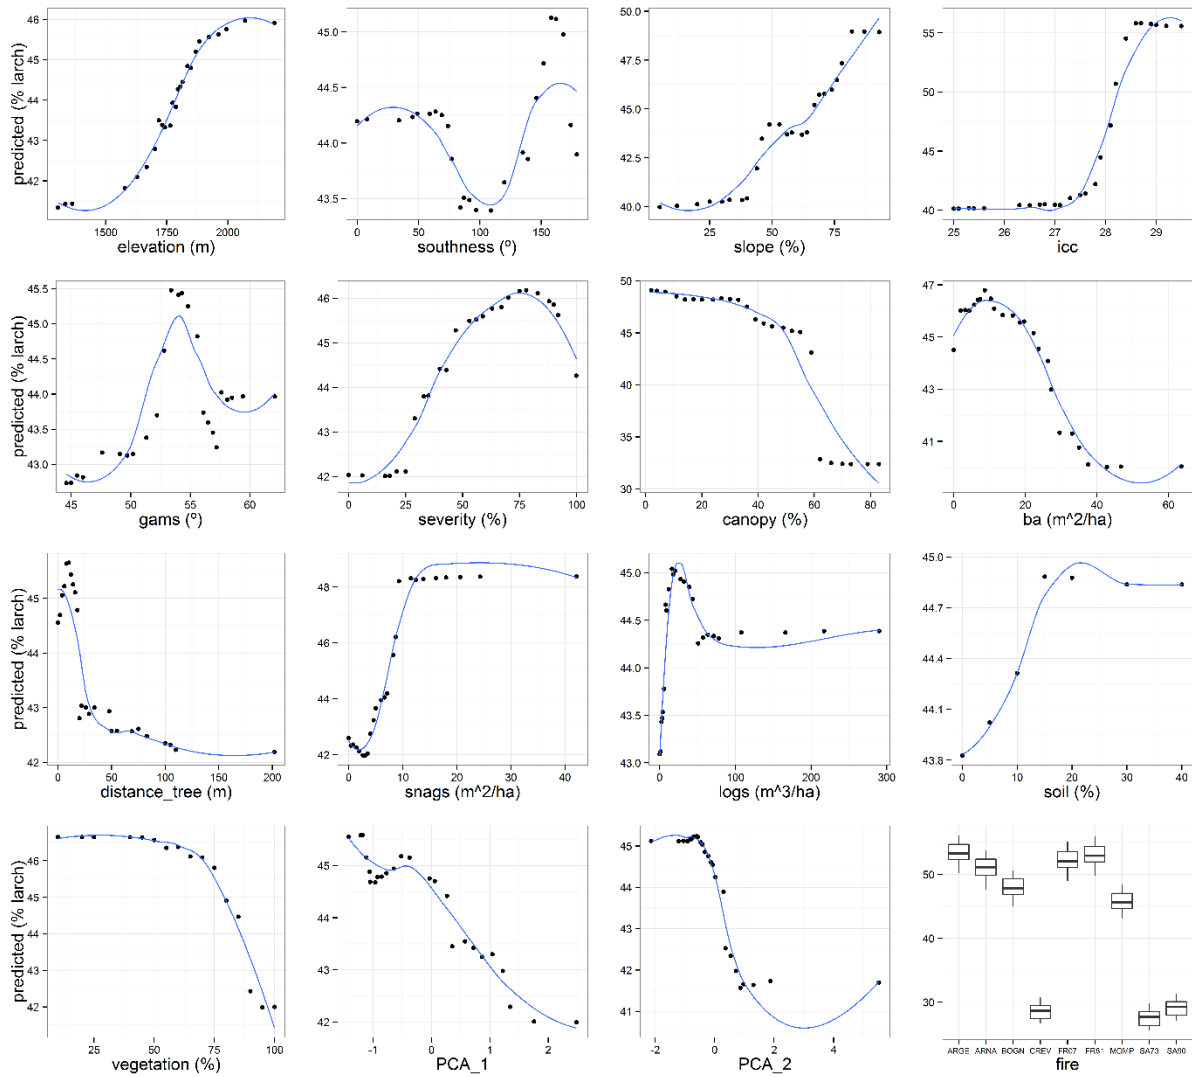 predicted (% larch)
46
45
44
43
42
1500 1750 2000
elevation (m)
45.0
44.5
44.0
43.5
0 50 100 150
southness (º)
50.0
47.5
45.0
42.5
40.0
25 50 75
slope (%)
55
50
45
40
25 26 27 28 29
icc
predicted (% larch)
45.5
45.0
44.5
44.0
43.5
43.0
45 50 55 60
gams (º)
46
45
44
43
42
0 25 50 75 100
severity (%)
50
45
40
35
30
0 20 40 60 80
canopy (%)
47
45
43
41
0 20 40 60
ba (m^2/ha)
predicted (% larch)
45
44
43
42
0 50 100 150 200
distance_tree (m)
48
46
44
42
0 10 20 30 40
snags (m^2/ha)
45.0
44.5
44.0
43.5
43.0
0 100 200 300
logs (m^3/ha)
45.0
44.7
44.4
44.1
43.8
0 10 20 30 40
soil (%)
predicted (% larch)
46
45
44
43
42
25 50 75 100
vegetation (%)
45
44
43
42
-1 0 1 2
PCA_1
45
44
43
42
41
-2 0 2 4
PCA_2
50
40
30
ARGE ARNA BOGN CREV FR07 FR81 MOMP SA73 SA90
fire